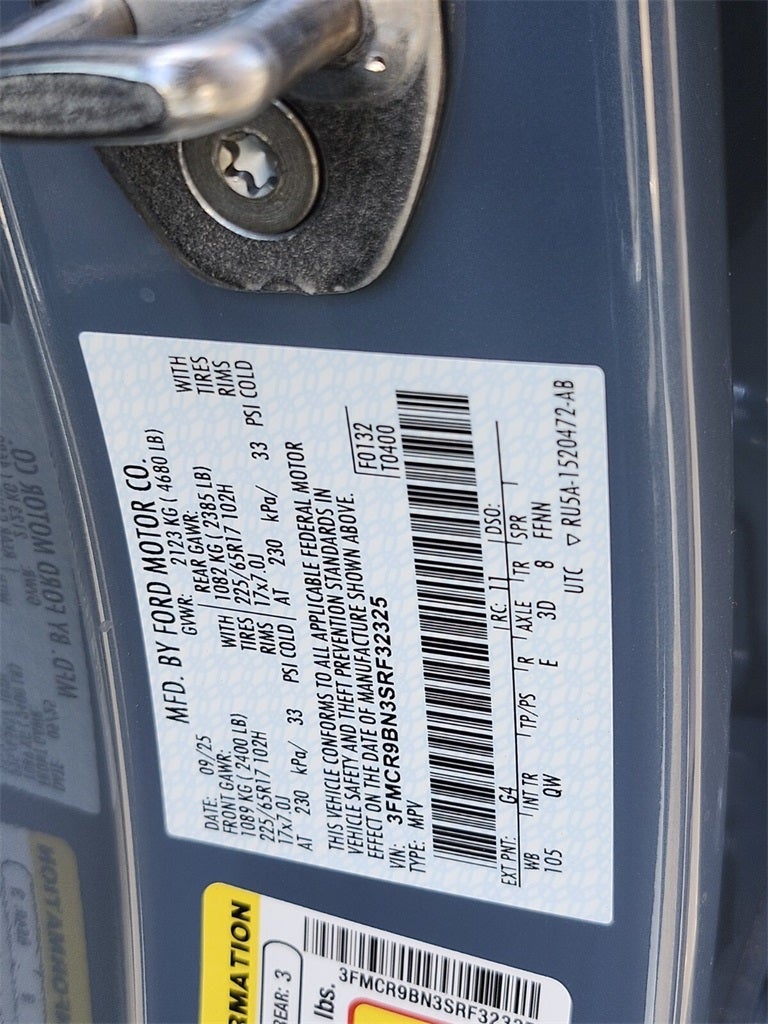 MFD. BY FORD MOTOR CO.
DATE: 09/25 GVWR: 2123 KG ( 4680 LB)
FRONT GAWR: REAR GAWR: WITH
1089 KG ( 2400 LB) WITH 1082 KG ( 2385 LB) TIRES
225/65R17 102H TIRES 225/65R17 102H RIMS
17x7.0J RIMS 17x7.0J
AT 230 kPa/ 33 PSI COLD AT 230 kPa/ 33 PSI COLD
THIS VEHICLE CONFORMS TO ALL APPLICABLE FEDERAL MOTOR
VEHICLE SAFETY AND THEFT PREVENTION STANDARDS IN
EFFECT ON THE DATE OF MANUFACTURE SHOWN ABOVE.
VIN: 3FMCR9BN3SRF32325 F0132
TYPE: MPV T0400
EXT PNT: G4 RC: 11 DSO:
WB INT TR TP/PS R AXLE TR SPR
105 QW E 3D 8 FFNN
UTC ▽ RU5A-1520472-AB
RMATION
REAR: 3
lbs.
3FMCR9BN3SRF32325